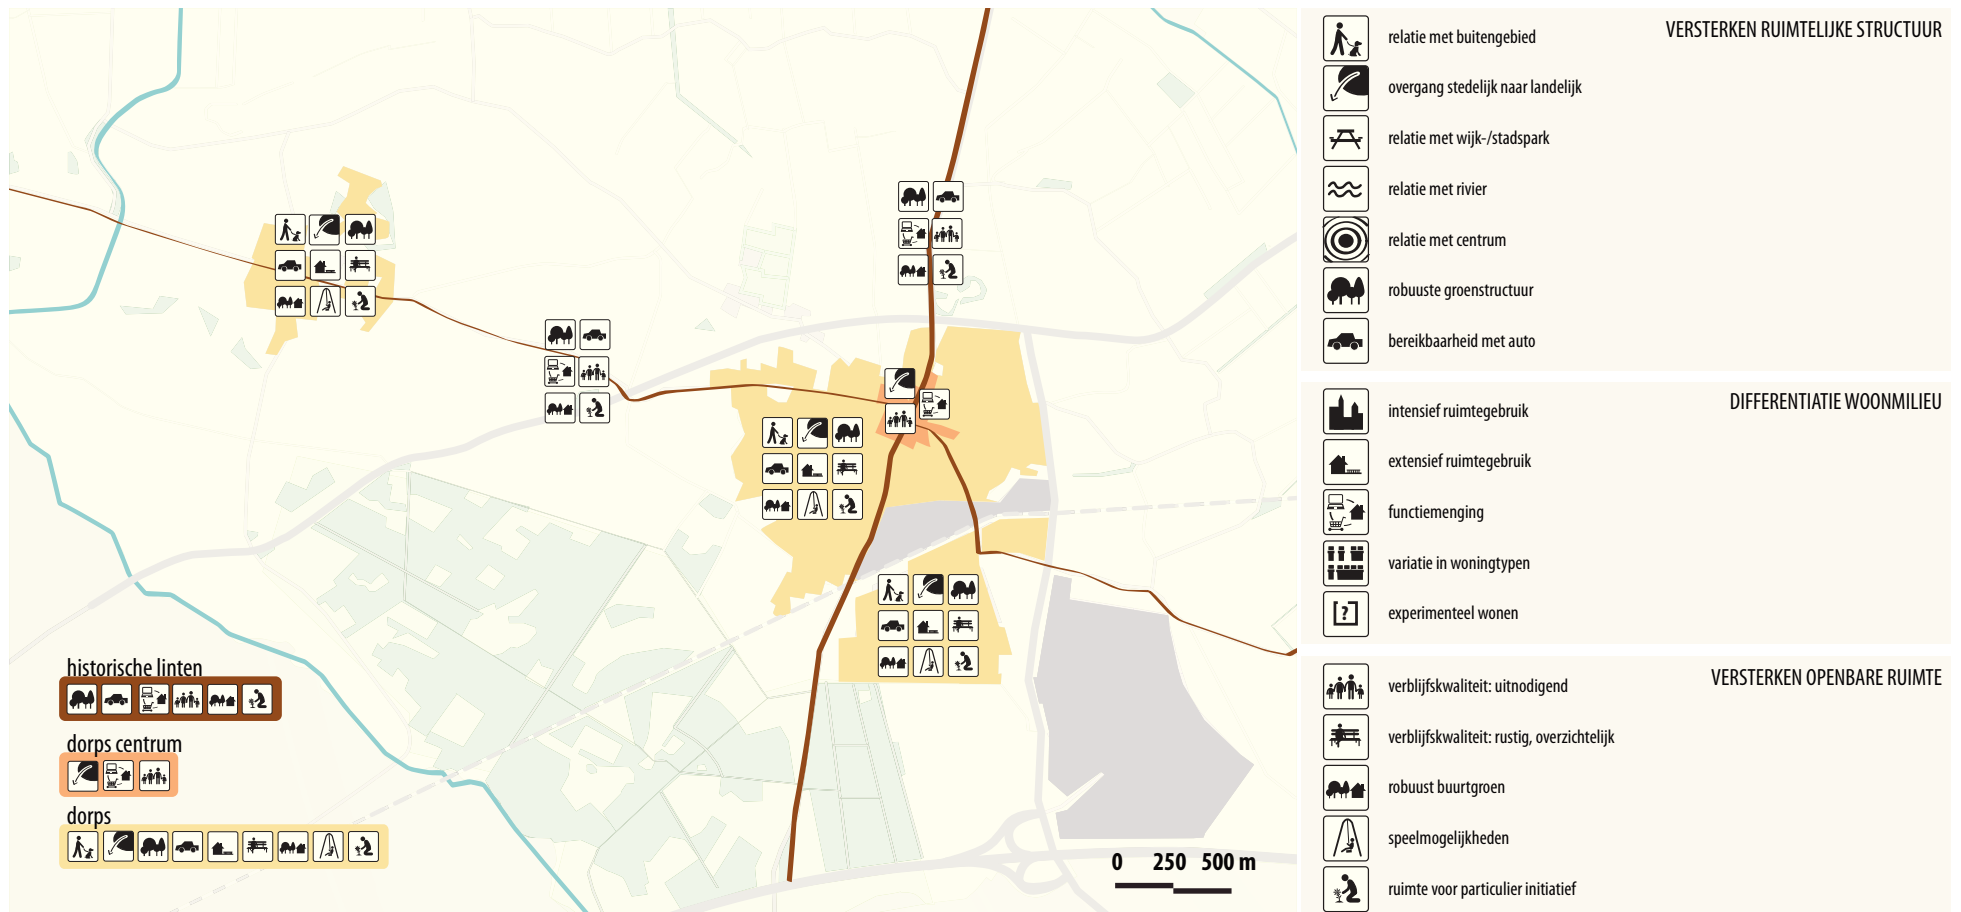 historische linten
dorps centrum
dorps
0 250 500 m
VERSTERKEN RUIMTELIJKE STRUCTUUR
relatie met buitengebied
overgang stedelijk naar landelijk
relatie met wijk-/stadspark
relatie met rivier
relatie met centrum
robuuste groenstructuur
bereikbaarheid met auto
DIFFERENTIATIE WOONMILIEU
intensief ruimtegebruik
extensief ruimtegebruik
functiemenging
variatie in woningtypen
[?] experimenteel wonen
VERSTERKEN OPENBARE RUIMTE
verblijfskwaliteit: uitnodigend
verblijfskwaliteit: rustig, overzichtelijk
robuust buurtgroen
speelmogelijkheden
ruimte voor particulier initiatief